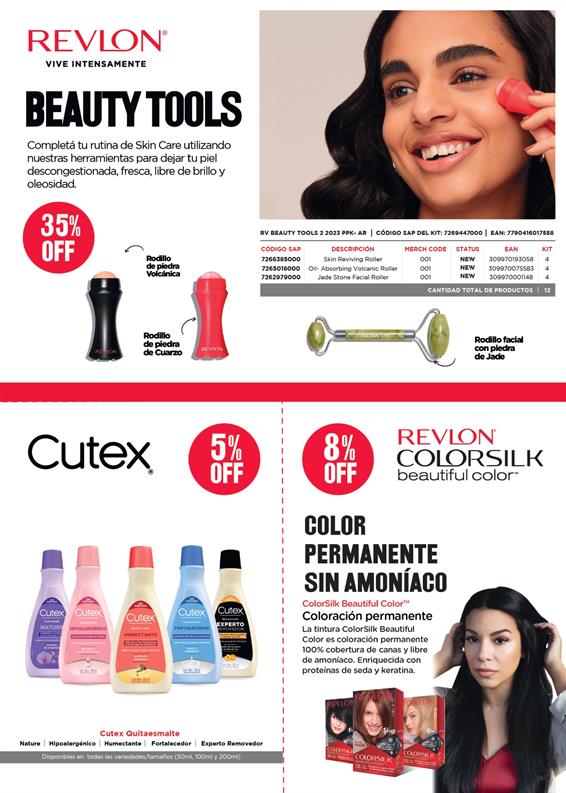 REVLON®
VIVE INTENSAMENTE
BEAUTY TOOLS
Completá tu rutina de Skin Care utilizando
nuestras herramientas para dejar tu piel
descongestionada, fresca, libre de brillo y
oleosidad.
35%
OFF
RV BEAUTY TOOLS 2 2023 PPK- AR | CÓDIGO SAP DEL KIT: 7269447000 | EAN: 7790416017558
CÓDIGO SAP DESCRIPCIÓN MERCH CODE STATUS EAN KIT
7266385000 Skin Reviving Roller 001 NEW 309970193058 4
7265018000 Oil- Absorbing Volcanic Roller 001 NEW 309970075583 4
7262979000 Jade Stone Facial Roller 001 NEW 309970001148 4
CANTIDAD TOTAL DE PRODUCTOS | 12
Rodillo
de piedra
Volcánica
Rodillo
de piedra
de Cuarzo
REVLON
REVLON
Rodillo facial
con piedra
de Jade
Cutex®
5%
OFF
Cutex
Cutex
HIPOALERGÉNICO
Cutex
HUMECTANTE
Cutex
FORTALECEDOR
Cutex
EXPERTO
REMOVEDOR
Cutex Quitaesmalte
Nature | Hipoalergénico | Humectante | Fortalecedor | Experto Removedor
Disponibles en todas las variedades/tamaños (50ml, 100ml y 200ml)
8%
OFF
REVLON®
COLORSILK
beautiful color™
COLOR
PERMANENTE
SIN AMONÍACO
ColorSilk Beautiful Color™
Coloración permanente
La tintura ColorSilk Beautiful
Color es coloración permanente
100% cobertura de canas y libre
de amoníaco. Enriquecida con
proteínas de seda y keratina.
REVLON
REVLON
REVLON
COLORSILK
COLORSILK
COLORSILK